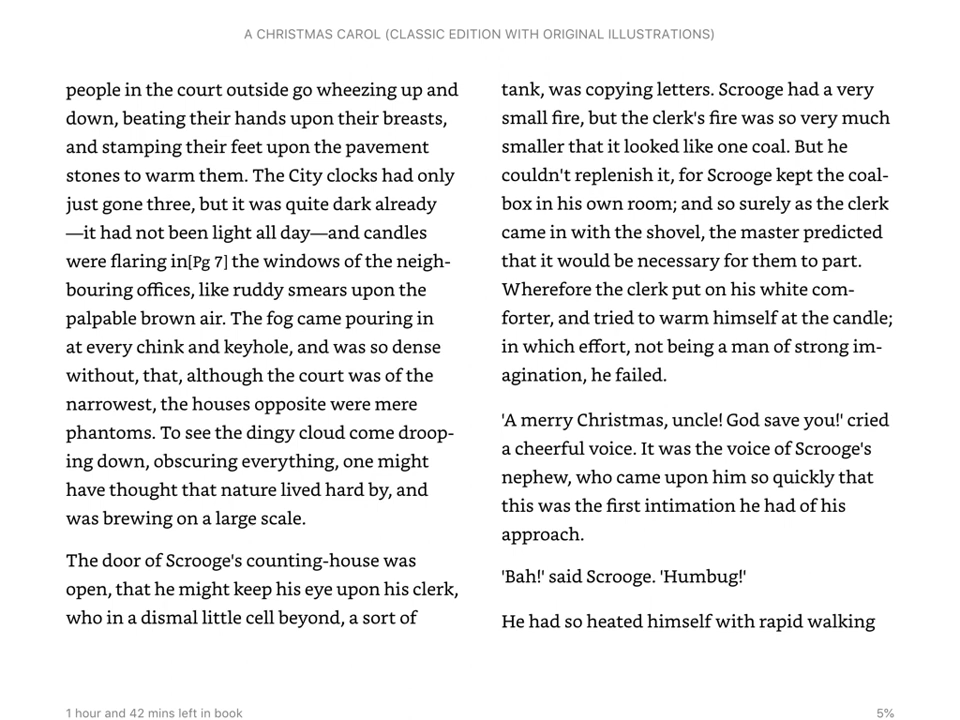 A CHRISTMAS CAROL (CLASSIC EDITION WITH ORIGINAL ILLUSTRATIONS)
people in the court outside go wheezing up and
down, beating their hands upon their breasts,
and stamping their feet upon the pavement
stones to warm them. The City clocks had only
just gone three, but it was quite dark already
—it had not been light all day—and candles
were flaring in[Pg 7] the windows of the neigh-
bouring offices, like ruddy smears upon the
palpable brown air. The fog came pouring in
at every chink and keyhole, and was so dense
without, that, although the court was of the
narrowest, the houses opposite were mere
phantoms. To see the dingy cloud come droop-
ing down, obscuring everything, one might
have thought that nature lived hard by, and
was brewing on a large scale.
The door of Scrooge's counting-house was
open, that he might keep his eye upon his clerk,
who in a dismal little cell beyond, a sort of
tank, was copying letters. Scrooge had a very
small fire, but the clerk's fire was so very much
smaller that it looked like one coal. But he
couldn't replenish it, for Scrooge kept the coal-
box in his own room; and so surely as the clerk
came in with the shovel, the master predicted
that it would be necessary for them to part.
Wherefore the clerk put on his white com-
forter, and tried to warm himself at the candle;
in which effort, not being a man of strong im-
agination, he failed.
'A merry Christmas, uncle! God save you!' cried
a cheerful voice. It was the voice of Scrooge's
nephew, who came upon him so quickly that
this was the first intimation he had of his
approach.
'Bah!' said Scrooge. 'Humbug!'
He had so heated himself with rapid walking
1 hour and 42 mins left in book
5%